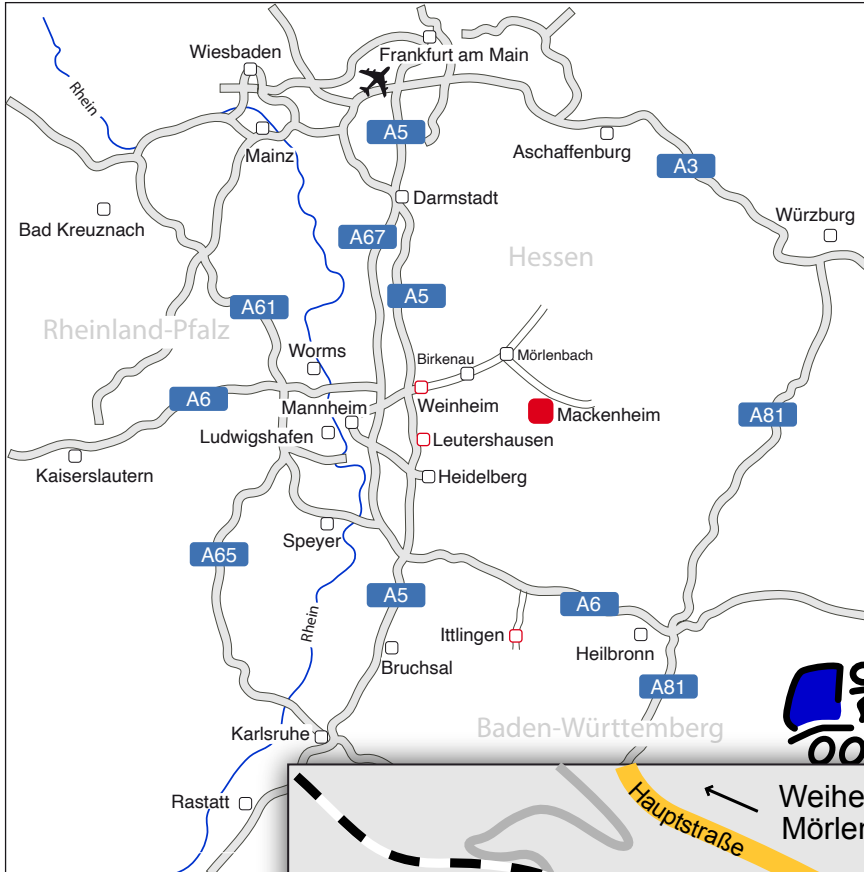 Wiesbaden
Frankfurt am Main
Rhein
A5
Mainz
Aschaffenburg
A3
Darmstadt
Bad Kreuznach
Würzburg
A67
Hessen
A5
A61
Rheinland-Pfalz
Worms
Birkenau
Mörlenbach
A6
Mannheim
Weinheim
Mackenheim
A81
Ludwigshafen
Leutershausen
Kaiserslautern
Heidelberg
Speyer
A65
A5
A6
Rhein
Ittlingen
Heilbronn
Bruchsal
A81
Karlsruhe
Baden-Württemberg
Rastatt
Hauptstraße
Weihe
Mörler